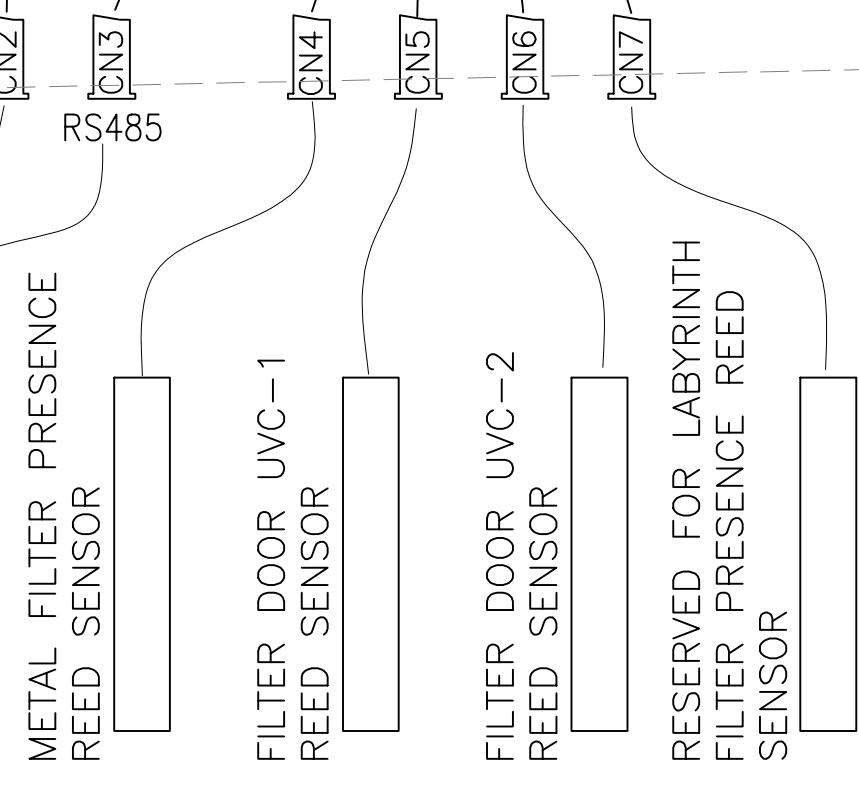 CN2
CN3
CN4
CN5
CN6
CN7
RS485
METAL FILTER PRESENCE
REED SENSOR
FILTER DOOR UVC-1
REED SENSOR
FILTER DOOR UVC-2
REED SENSOR
RESERVED FOR LABYRINTH
FILTER PRESENCE REED
SENSOR